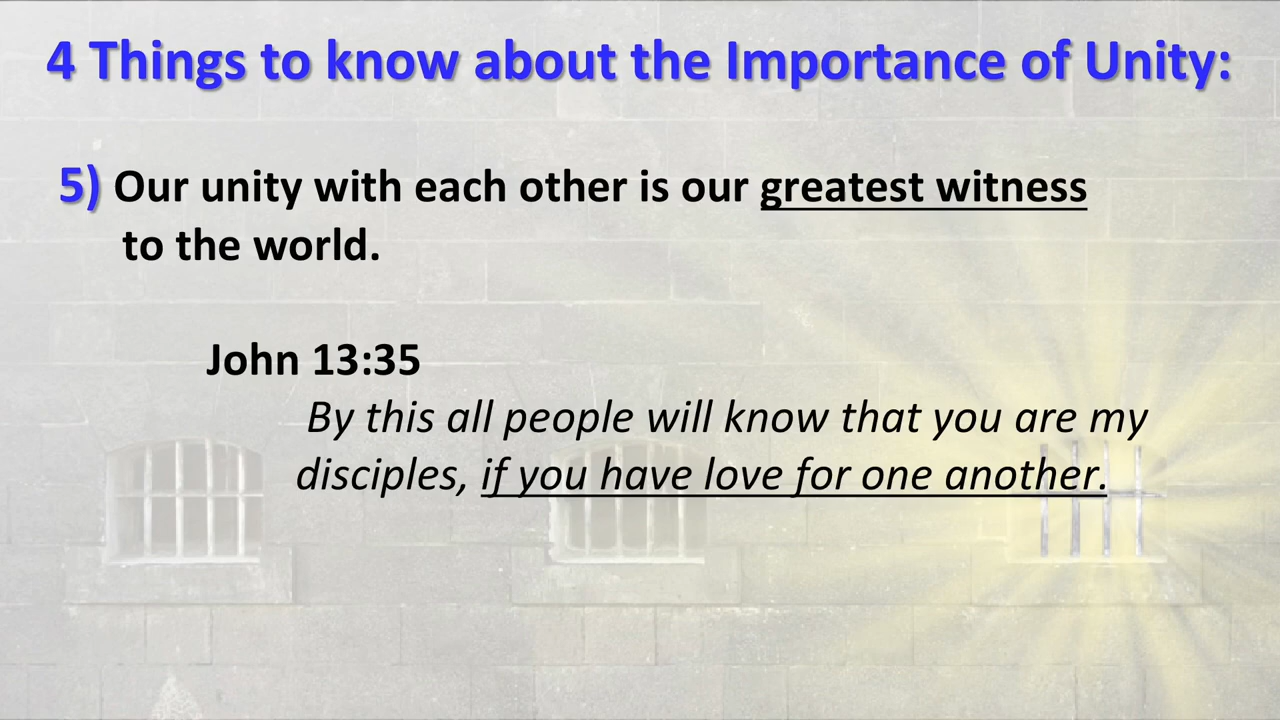 4 Things to know about the Importance of Unity:
5) Our unity with each other is our greatest witness
to the world.
John 13:35
By this all people will know that you are my
disciples, if you have love for one another.